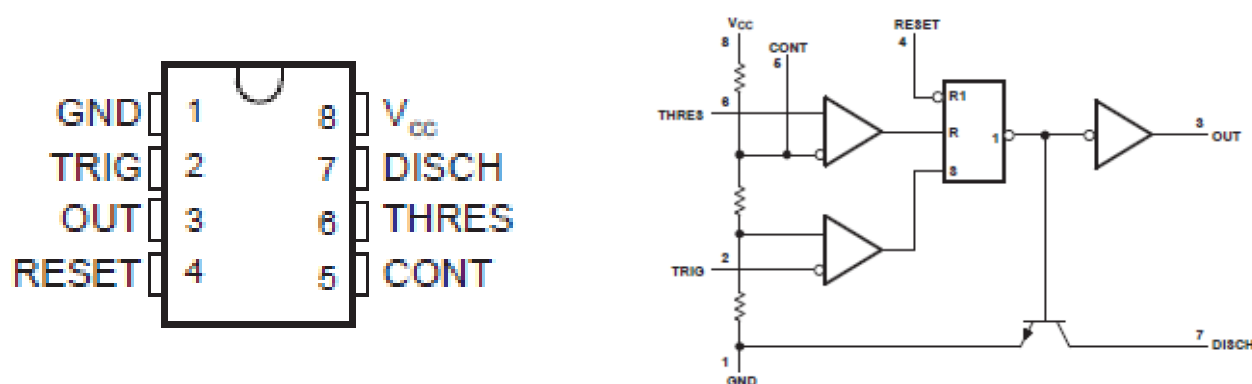 GND 1 8 VCC
TRIG 2 7 DISCH
OUT 3 6 THRES
RESET 4 5 CONT
VCC
8
CONT
5
RESET
4
THRES
6
R1
R
1
S
3
OUT
TRIG
2
7
DISCH
1
GND